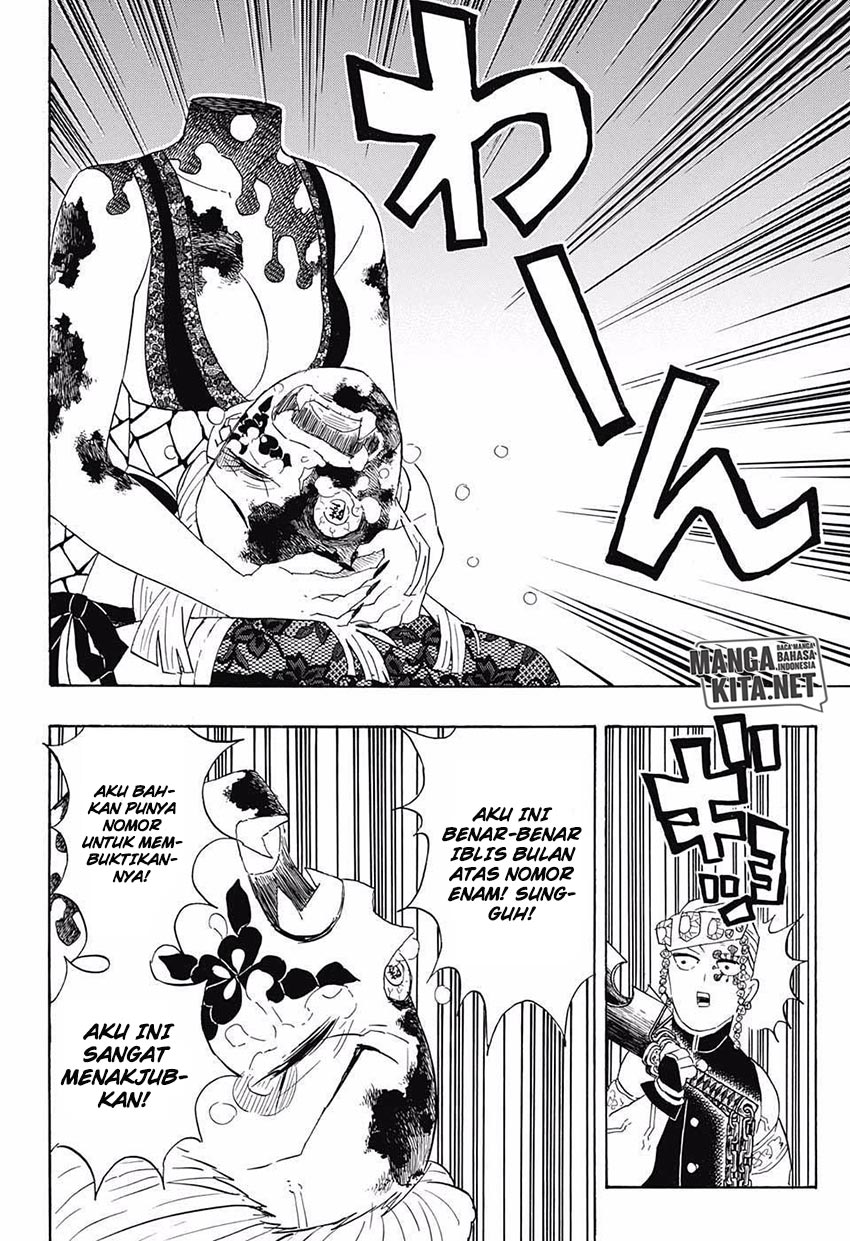 わーん
MANGA
BACA MANGA
BAHASA
INDONESIA
KITA.NET
ギョ
AKU INI
BENAR-BENAR
IBLIS BULAN
ATAS NOMOR
ENAM! SUNG-
GUH!
AKU BAH-
KAN PUNYA
NOMOR
UNTUK MEM-
BUKTIKAN-
NYA!
AKU INI
SANGAT
MENAKJUB-
KAN!